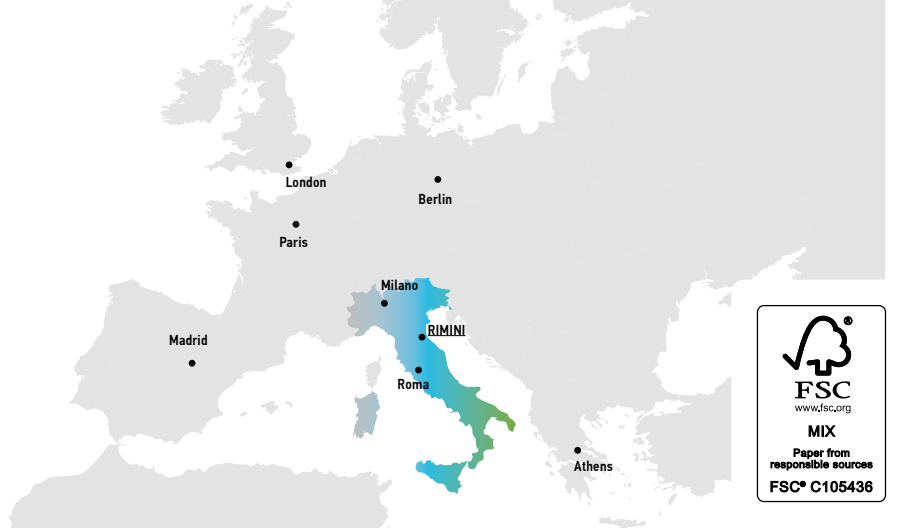 London
Berlin
Paris
Milano
RIMINI
Madrid
Roma
Athens
®
FSC
www.fsc.org
MIX
Paper from
responsible sources
FSC® C105436